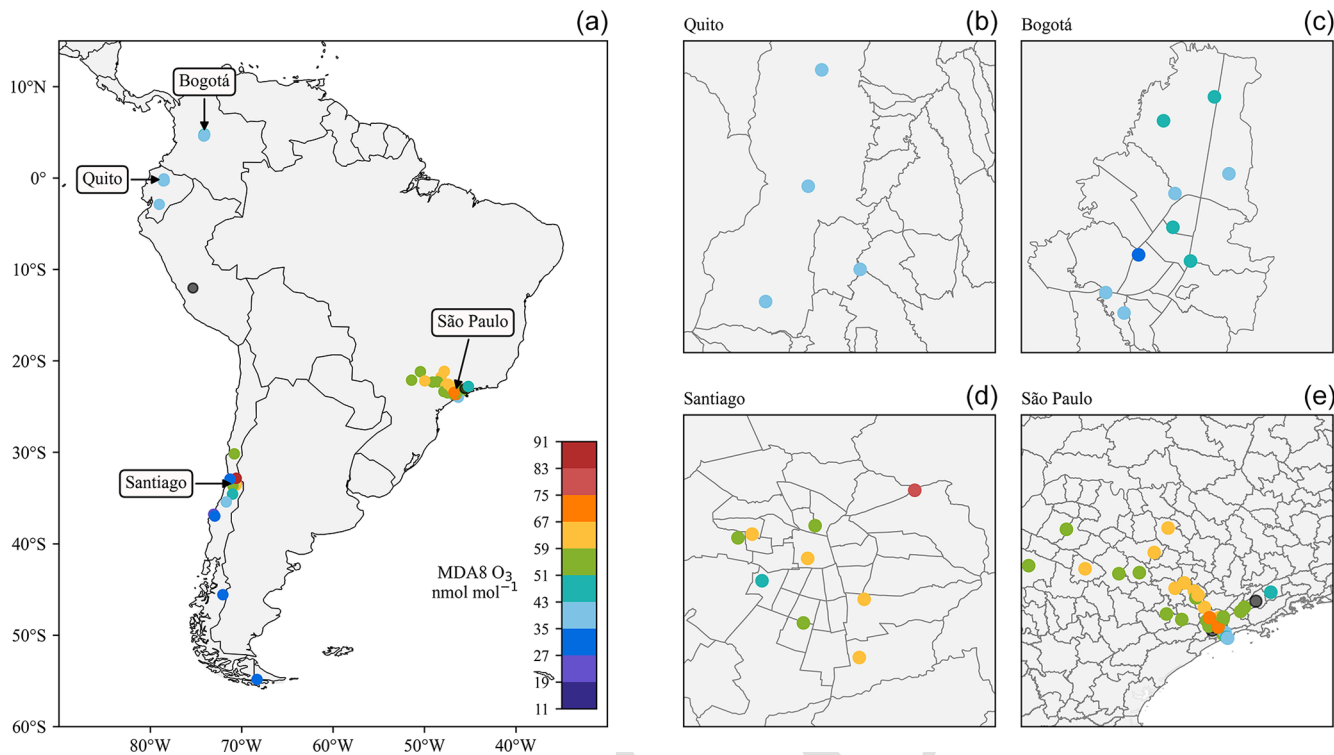 (a)
Bogotá
Quito
São Paulo
Santiago
10°N
0°
10°S
20°S
30°S
40°S
50°S
60°S
80°W
70°W
60°W
50°W
40°W
MDA8 O₃
nmol mol⁻¹
91
83
75
67
59
51
43
35
27
19
11
Quito
(b)
Bogotá
(c)
Santiago
(d)
São Paulo
(e)